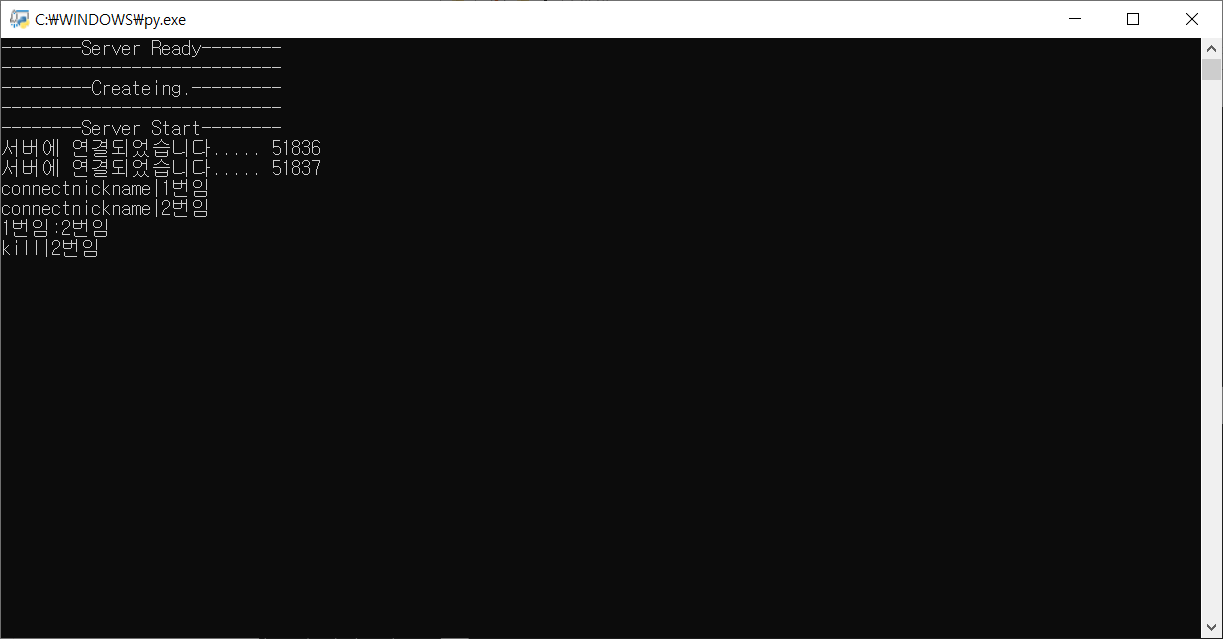 C:\WINDOWS\py.exe
--------Server Ready--------
----------------------------
---------Createing.---------
----------------------------
--------Server Start--------
서버에 연결되었습니다..... 51836
서버에 연결되었습니다..... 51837
connectnickname|1번임
connectnickname|2번임
1번임:2번임
kill|2번임